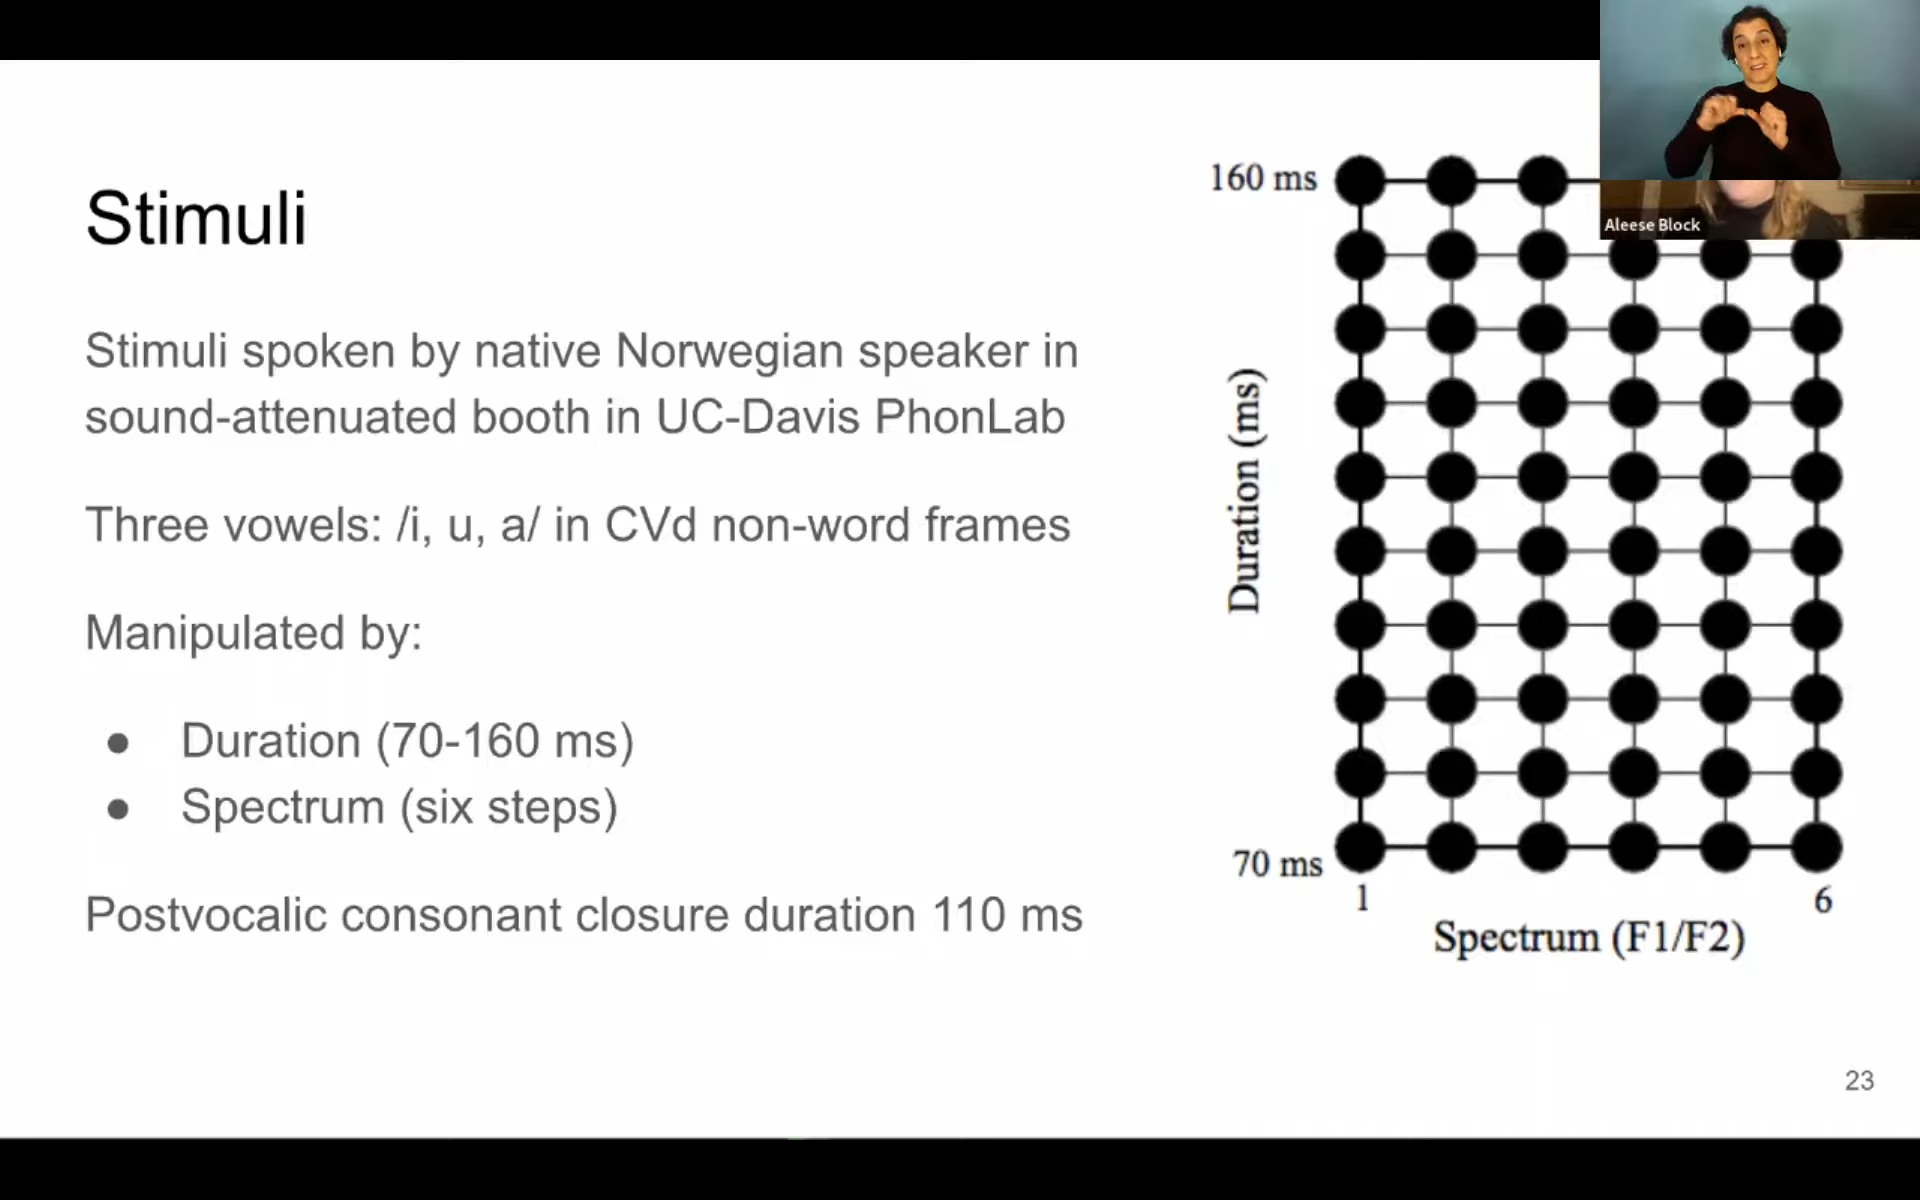 Stimuli
Stimuli spoken by native Norwegian speaker in
sound-attenuated booth in UC-Davis PhonLab
Three vowels: /i, u, a/ in CVd non-word frames
Manipulated by:
● Duration (70-160 ms)
● Spectrum (six steps)
Postvocalic consonant closure duration 110 ms
160 ms
Duration (ms)
70 ms
1
6
Spectrum (F1/F2)
Aleese Block
23